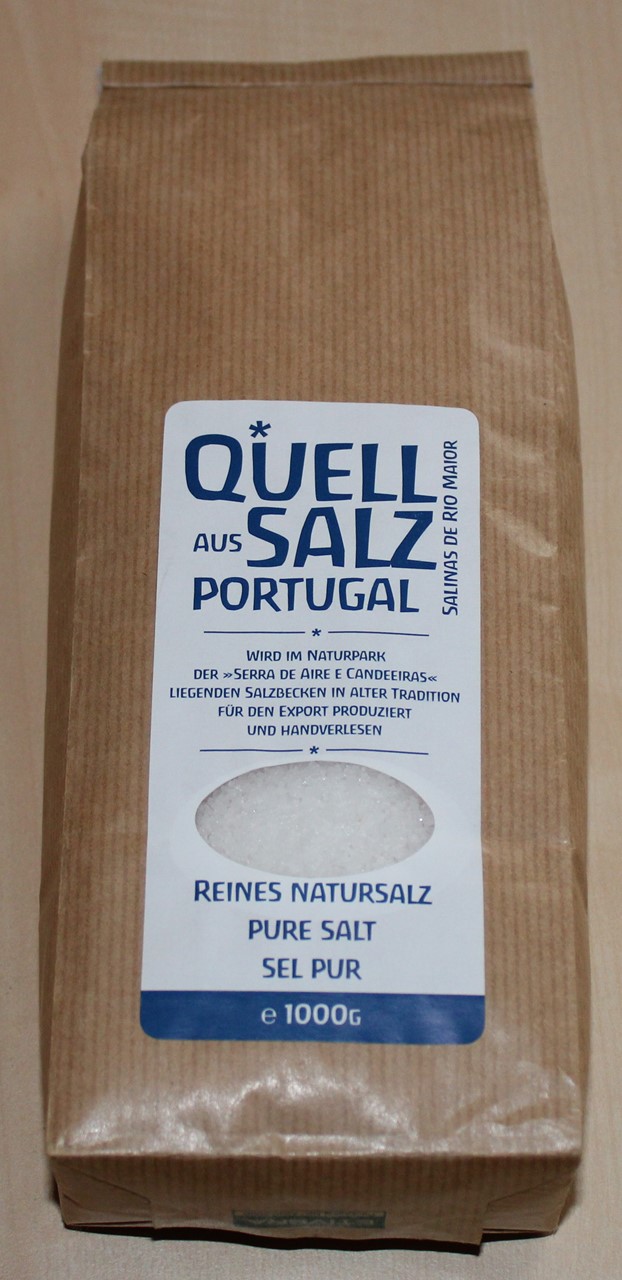 QUELL
AUS SALZ
PORTUGAL
SALINAS DE RIO MAIOR
WIRD IM NATURPARK
DER »SERRA DE AIRE E CANDEEIRAS«
LIEGENDEN SALZBECKEN IN ALTER TRADITION
FÜR DEN EXPORT PRODUZIERT
UND HANDVERLESEN
REINES NATURSALZ
PURE SALT
SEL PUR
℮ 1000G